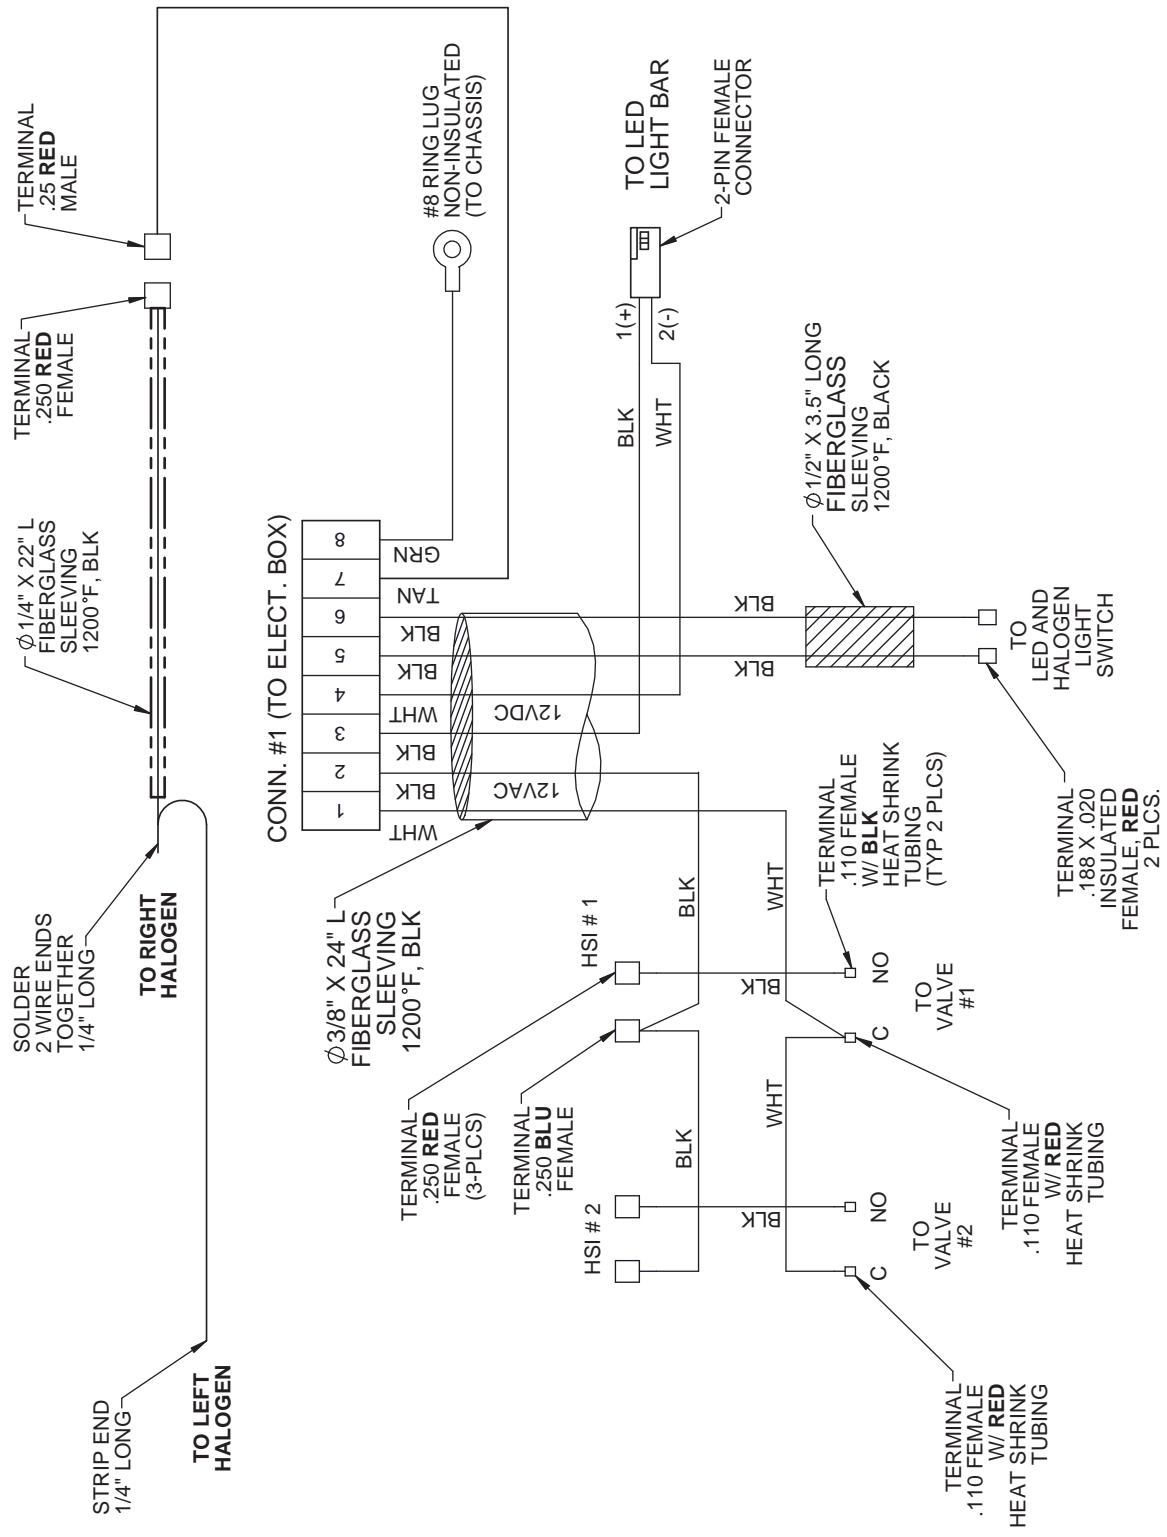 STRIP END
1/4" LONG
TO LEFT
HALOGEN
SOLDER
2 WIRE ENDS
TOGETHER
1/4" LONG
TO RIGHT
HALOGEN
Ø1/4" X 22" L
FIBERGLASS
SLEEVING
1200°F, BLK
TERMINAL
.250 RED
FEMALE
TERMINAL
.25 RED
MALE
CONN. #1 (TO ELECT. BOX)
1
2
3
4
5
6
7
8
WHT
BLK
BLK
WHT
BLK
BLK
TAN
GRN
12VAC
12VDC
#8 RING LUG
NON-INSULATED
(TO CHASSIS)
Ø3/8" X 24" L
FIBERGLASS
SLEEVING
1200°F, BLK
TERMINAL
.250 RED
FEMALE
(3-PLCS)
TERMINAL
.250 BLU
FEMALE
HSI # 2
HSI # 1
BLK
BLK
BLK
BLK
WHT
WHT
BLK
BLK
BLK
WHT
1(+)
2(-)
TO LED
LIGHT BAR
2-PIN FEMALE
CONNECTOR
Ø1/2" X 3.5" LONG
FIBERGLASS
SLEEVING
1200°F, BLACK
TERMINAL
.110 FEMALE
W/ BLK
HEAT SHRINK
TUBING
(TYP 2 PLCS)
C
NO
TO
VALVE
#2
C
NO
TO
VALVE
#1
TERMINAL
.110 FEMALE
W/ RED
HEAT SHRINK
TUBING
TERMINAL
.110 FEMALE
W/ RED
HEAT SHRINK
TUBING
TERMINAL
.188 X .020
INSULATED
FEMALE, RED
2 PLCS.
TO
LED AND
HALOGEN
LIGHT
SWITCH